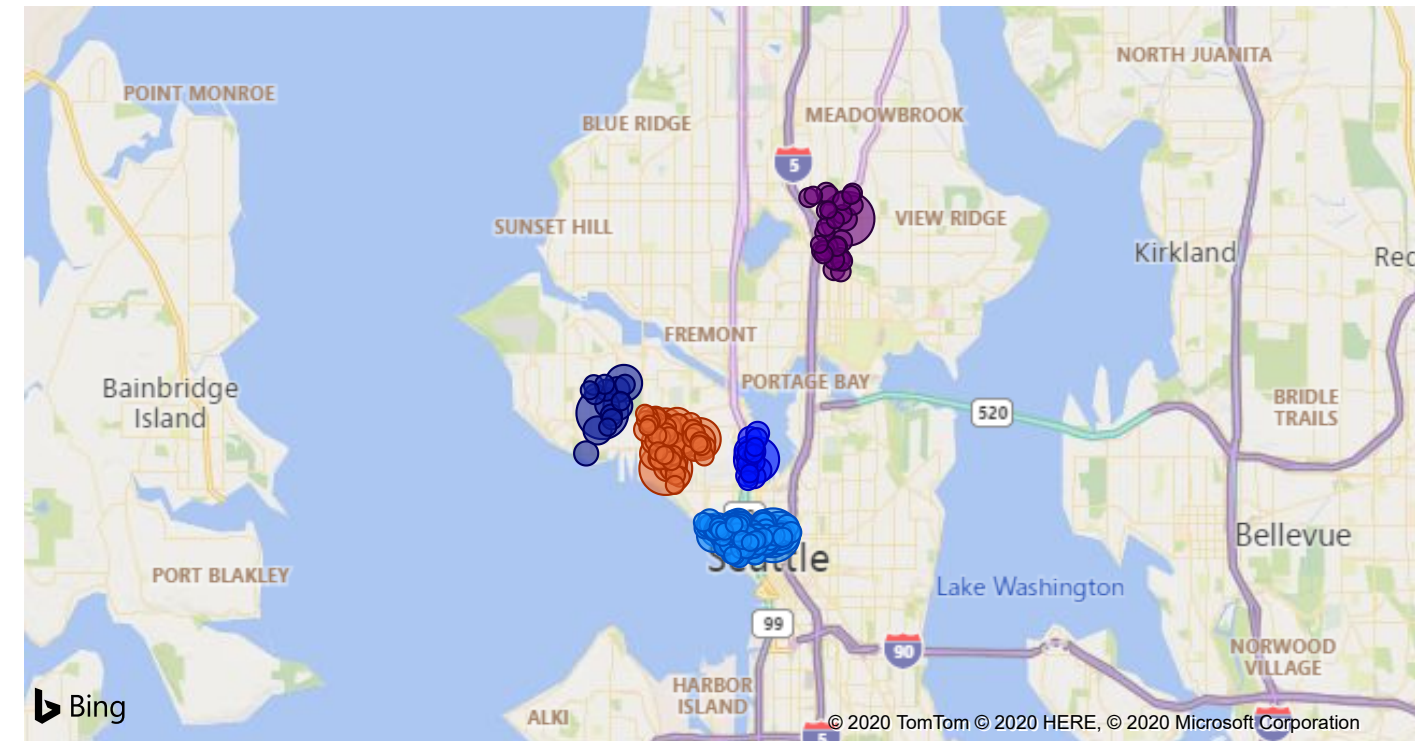 NORTH JUANITA
POINT MONROE
MEADOWBROOK
BLUE RIDGE
5
VIEW RIDGE
SUNSET HILL
Kirkland
FREMONT
PORTAGE BAY
Bainbridge
Island
520
BRIDLE
TRAILS
Bellevue
Seattle
PORT BLAKLEY
Lake Washington
99
90
NORWOOD
VILLAGE
HARBOR
ISLAND
ALKI
Bing
© 2020 TomTom © 2020 HERE, © 2020 Microsoft Corporation
5